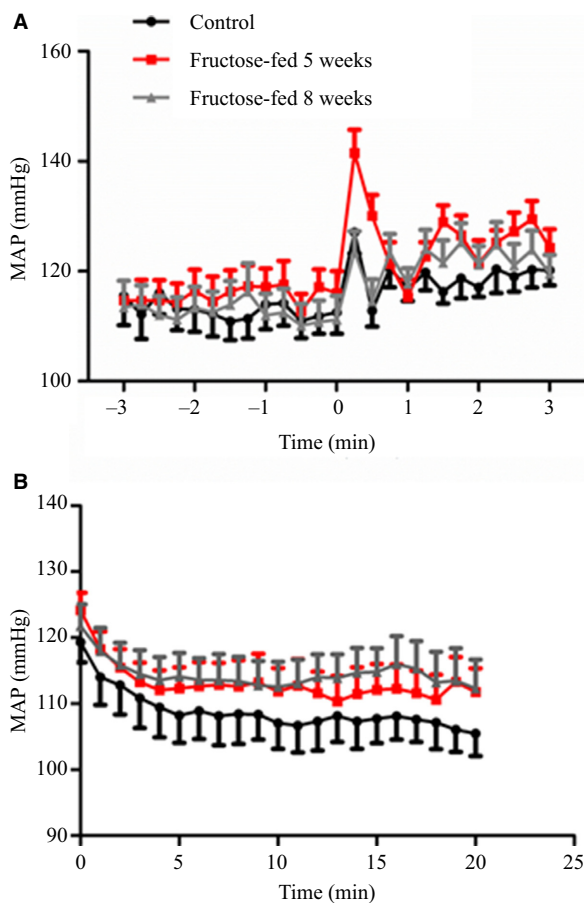 A
Control
Fructose-fed 5 weeks
Fructose-fed 8 weeks
160
140
120
100
MAP (mmHg)
–3 –2 –1 0 1 2 3
Time (min)
B
140
130
120
110
100
90
MAP (mmHg)
0 5 10 15 20 25
Time (min)